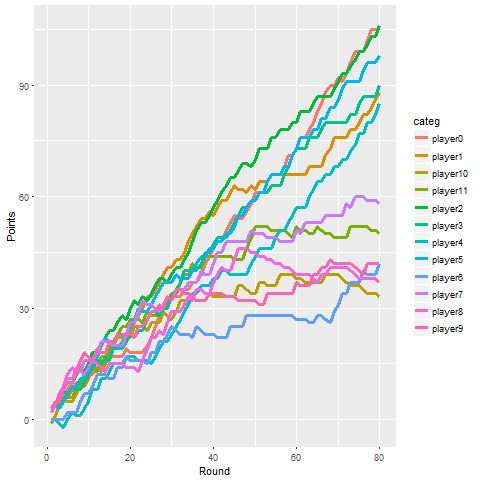 Points
90
60
30
0
0
20
40
60
80
Round
categ
player0
player1
player10
player11
player2
player3
player4
player5
player6
player7
player8
player9